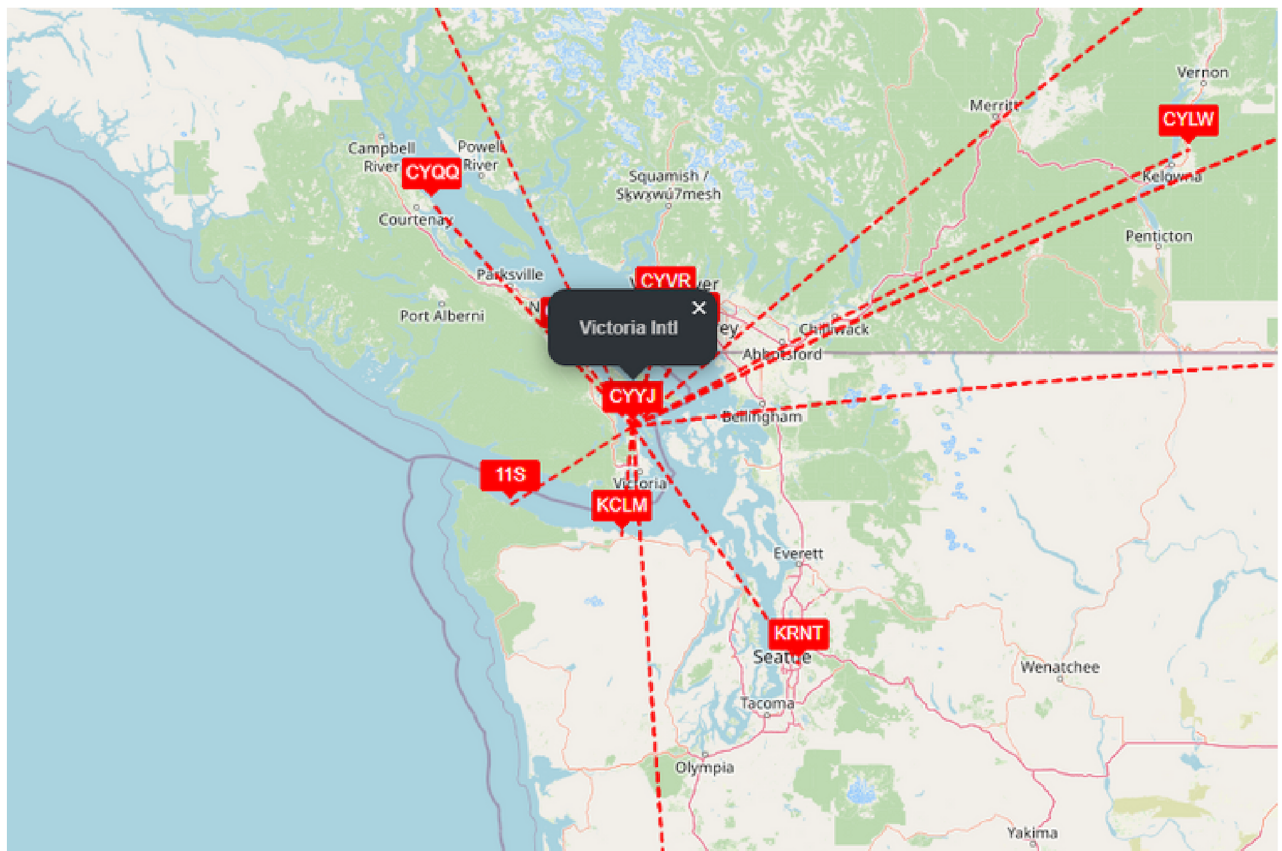 Vernon
Merritt
CYLW
Campbell
River
Powell
River
CYQQ
Squamish /
Sḵwx̱wú7mesh
Kelowna
Courtenay
Penticton
Parksville
CYVR
Port Alberni
Victoria Intl
×
Chilliwack
Abbotsford
CYYJ
Bellingham
11S
Victoria
KCLM
Everett
KRNT
Seattle
Wenatchee
Tacoma
Olympia
Yakima